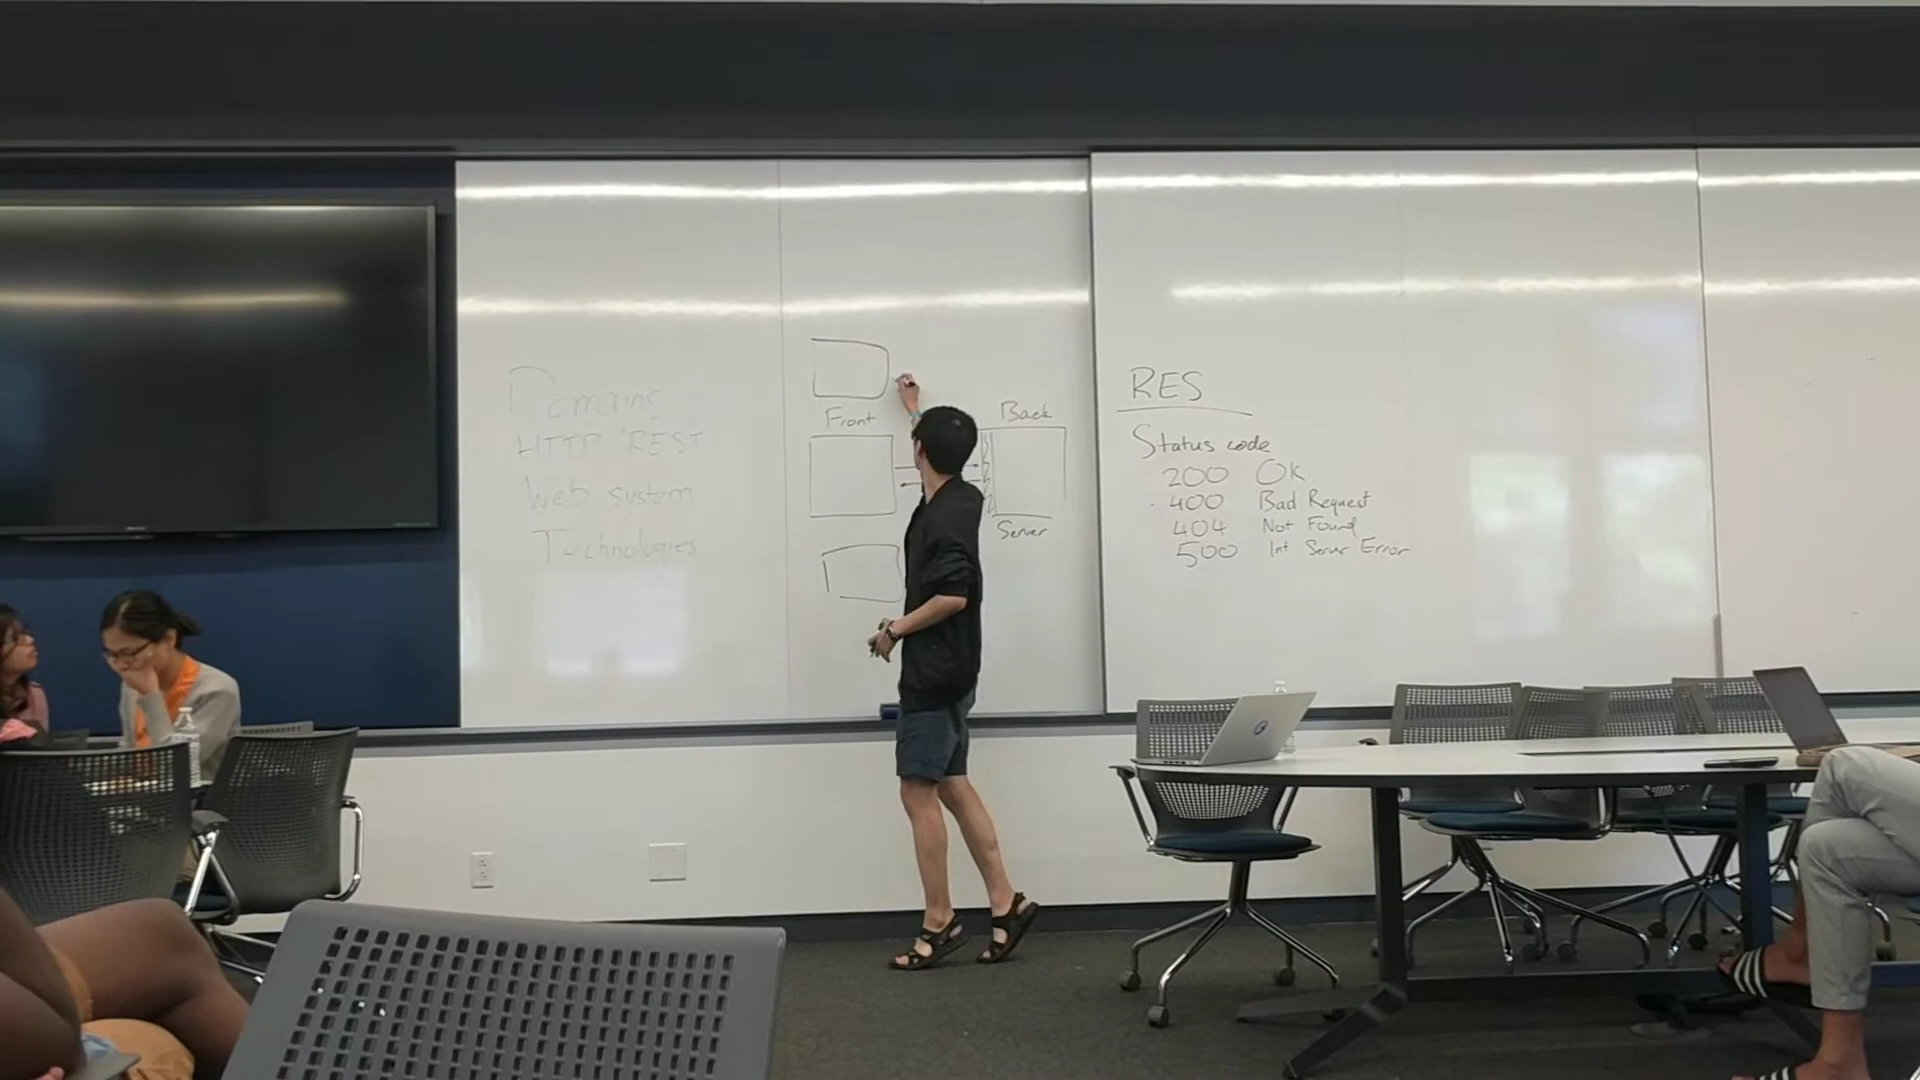 Domains
HTTP/REST
Web system
Technologies
Front
Back
Server
RES
Status code
200 OK
400 Bad Request
404 Not Found
500 Int Server Error